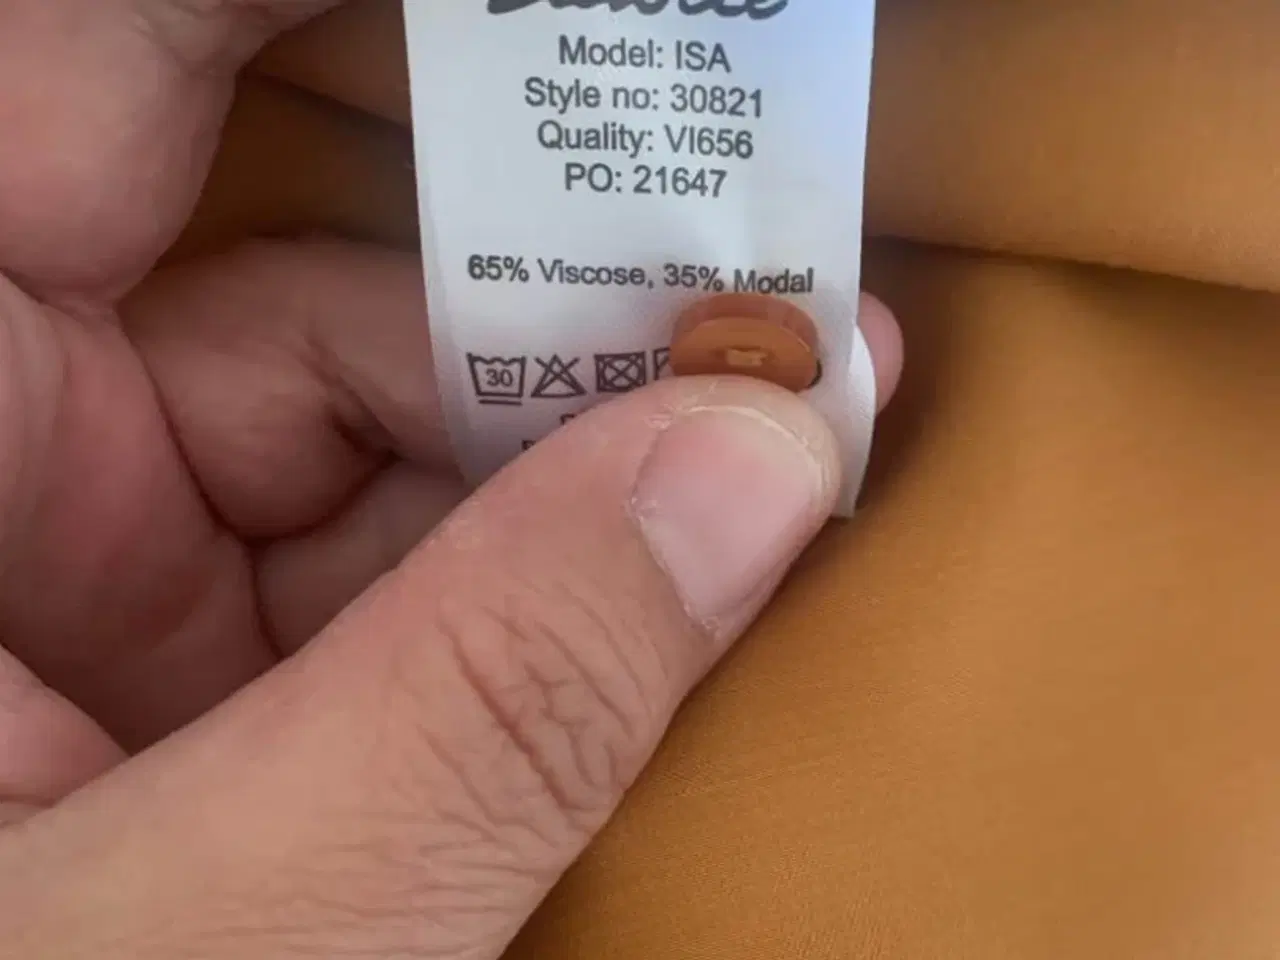 Model: ISA
Style no: 30821
Quality: VI656
PO: 21647
65% Viscose, 35% Modal
30